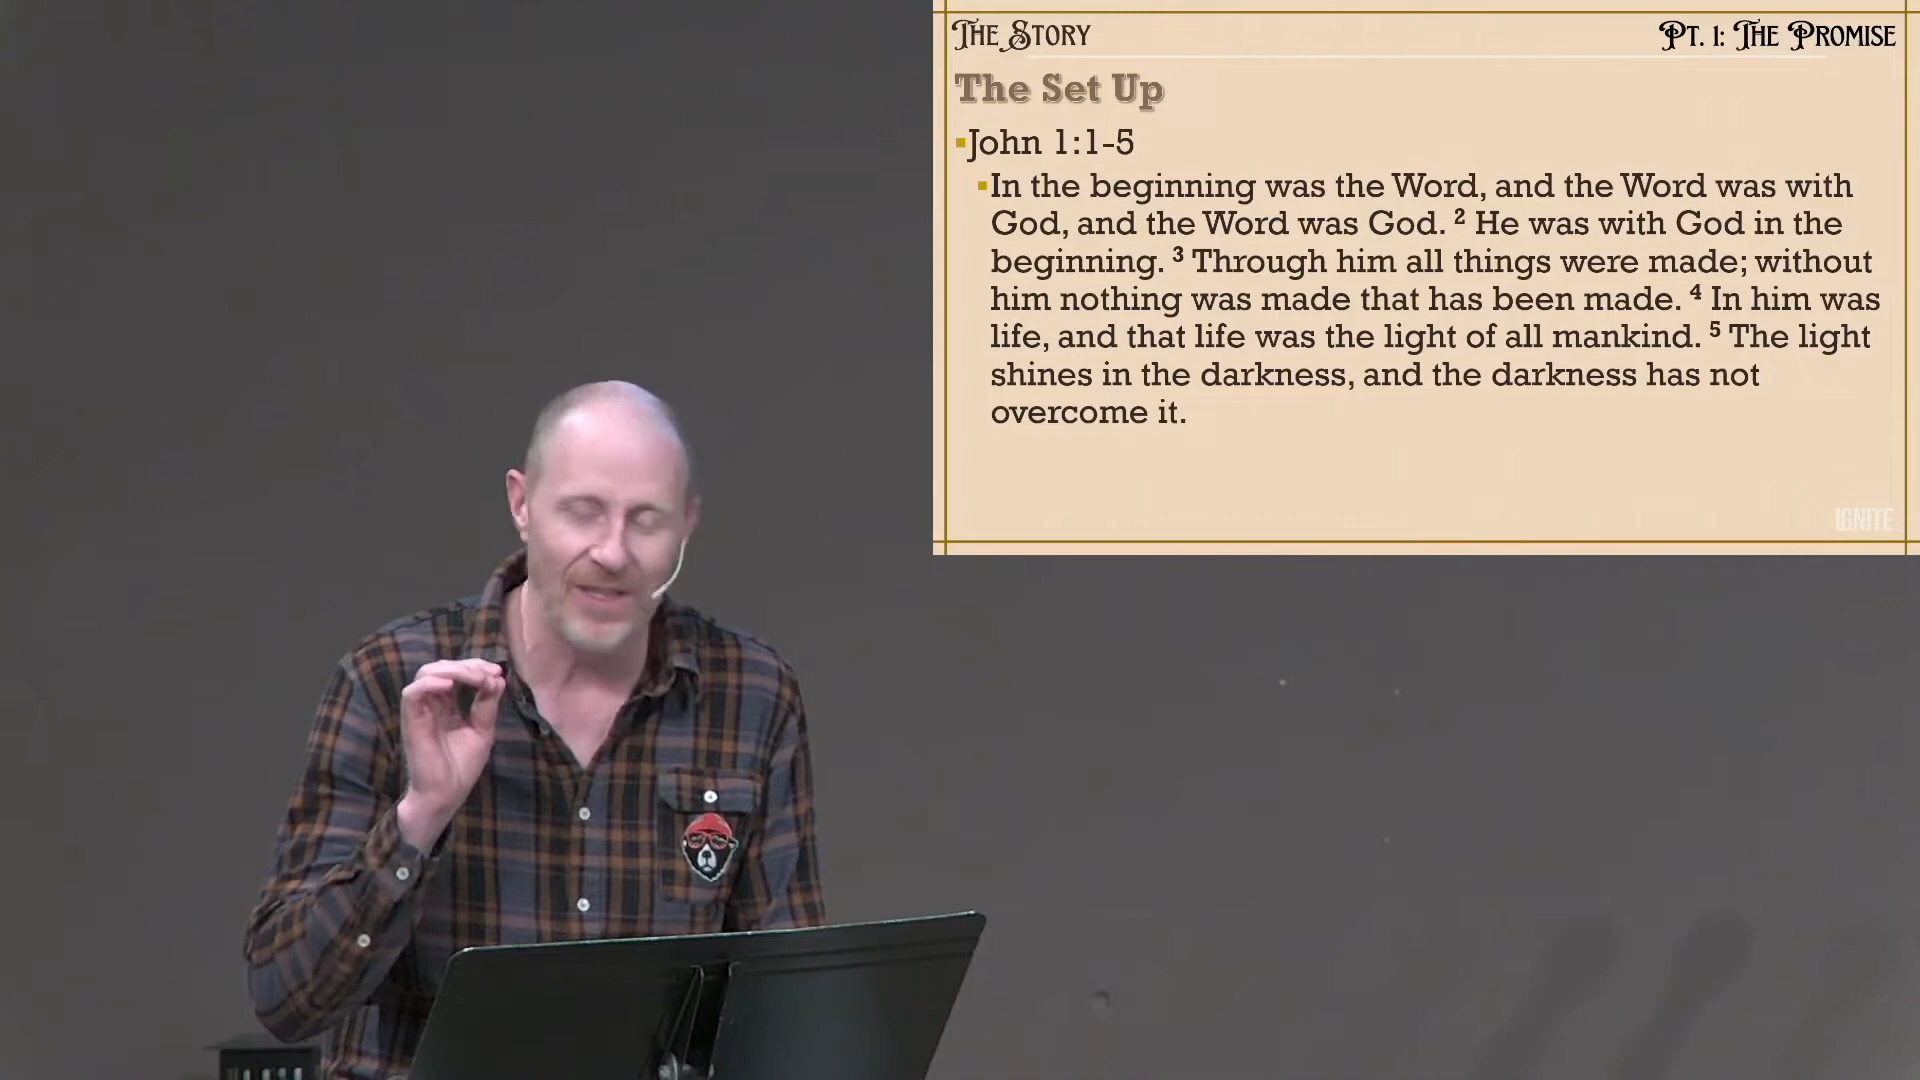 The Story
Pt. 1: The Promise
The Set Up
John 1:1-5
In the beginning was the Word, and the Word was with
God, and the Word was God. ² He was with God in the
beginning. ³ Through him all things were made; without
him nothing was made that has been made. ⁴ In him was
life, and that life was the light of all mankind. ⁵ The light
shines in the darkness, and the darkness has not
overcome it.
IGNITE